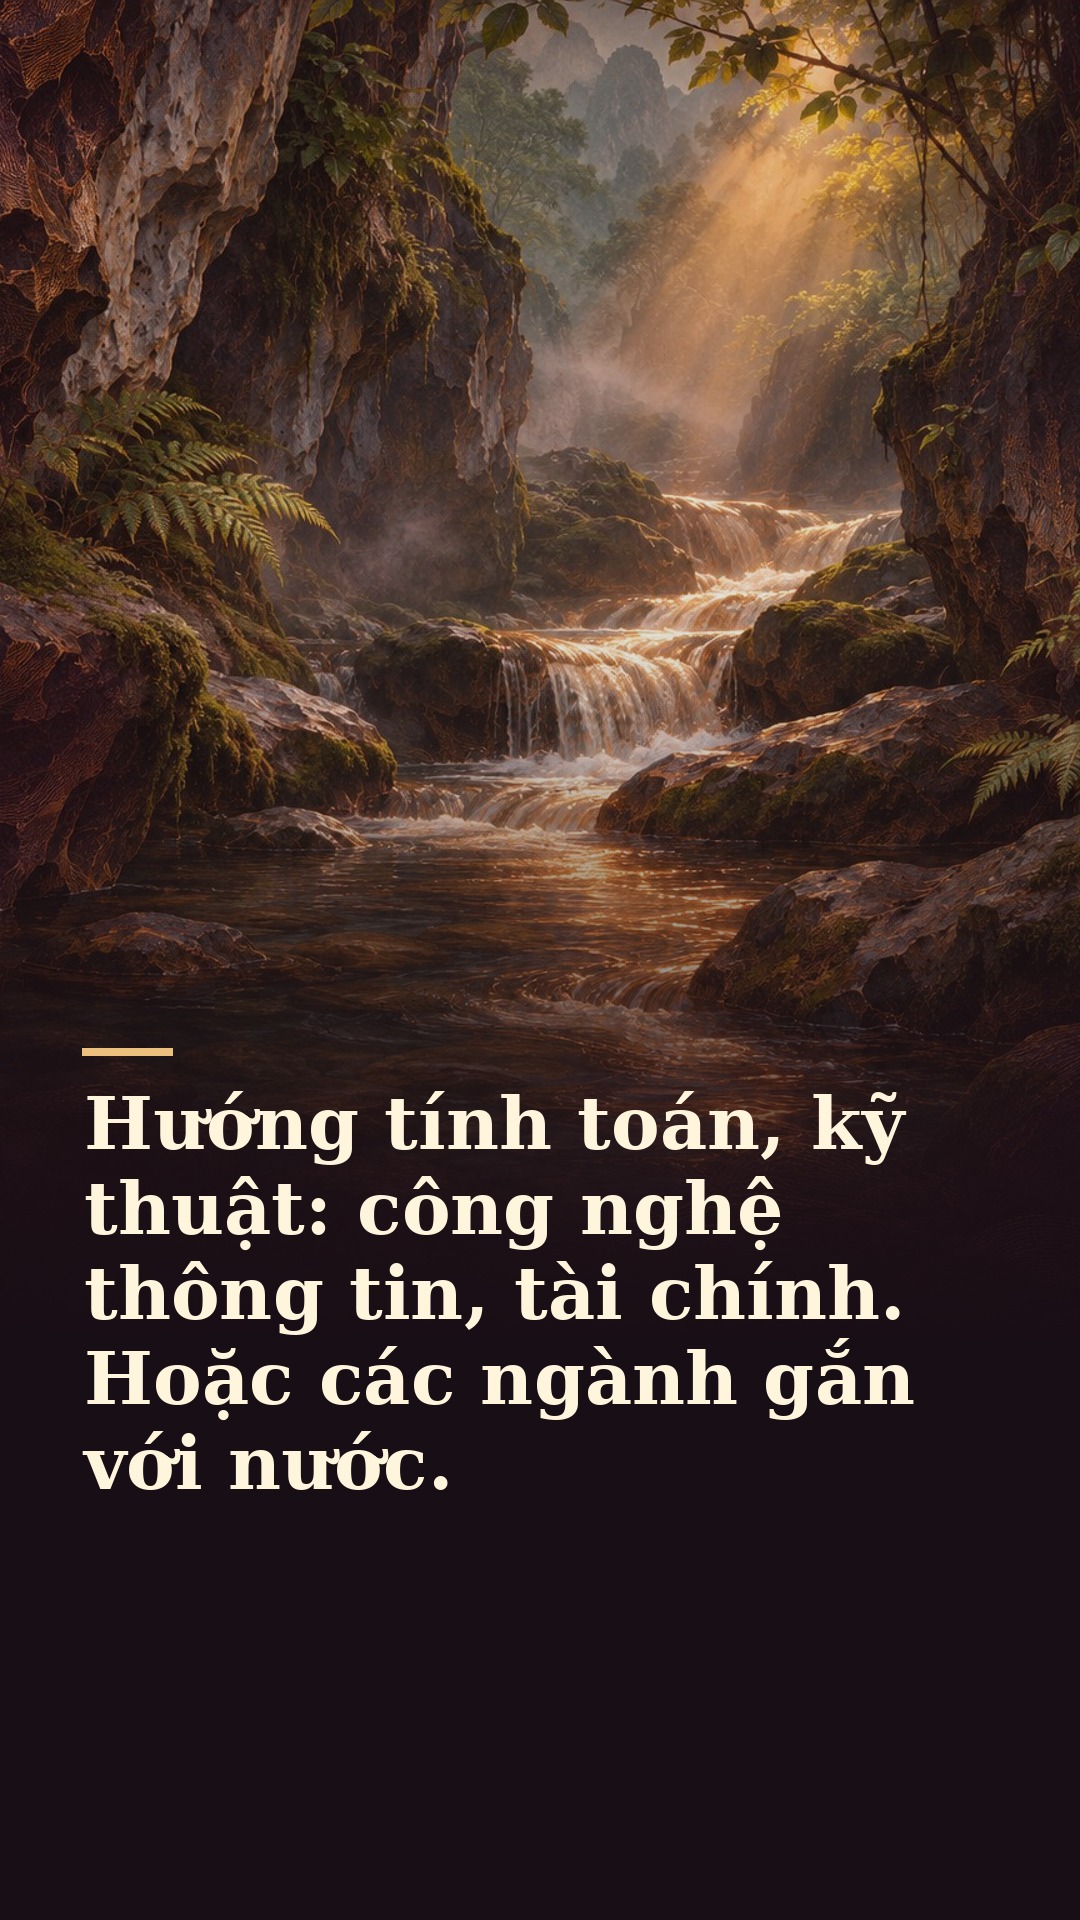 Hướng tính toán, kỹ
thuật: công nghệ
thông tin, tài chính.
Hoặc các ngành gắn
với nước.